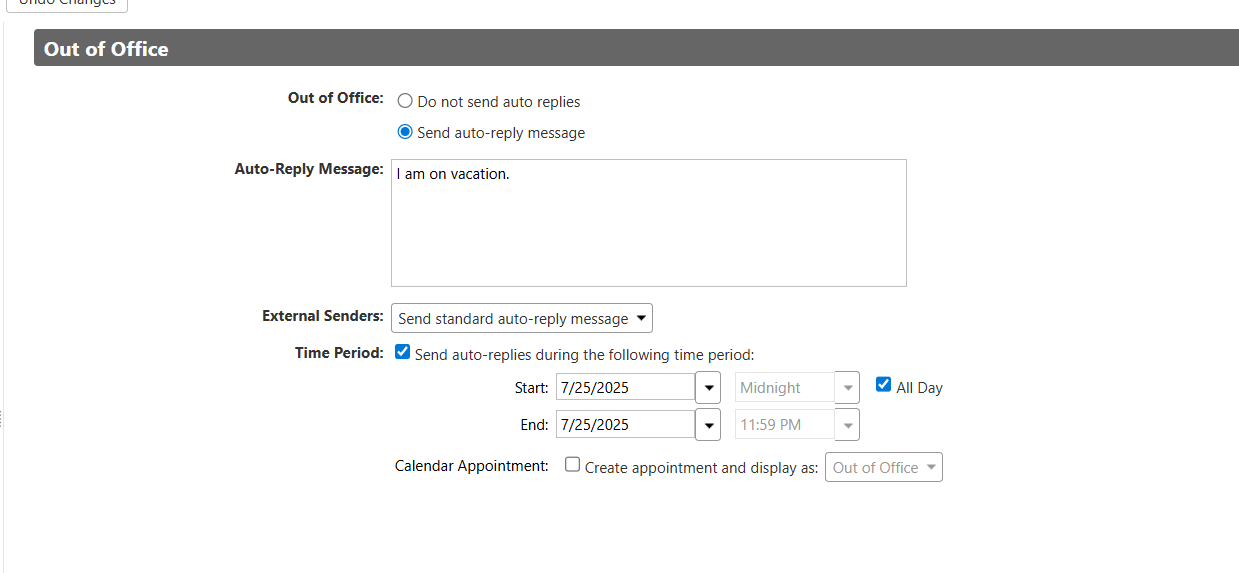 Undo Changes
Out of Office
Out of Office: Do not send auto replies
Send auto-reply message
Auto-Reply Message: I am on vacation.
External Senders: Send standard auto-reply message
Time Period: Send auto-replies during the following time period:
Start: 7/25/2025 Midnight All Day
End: 7/25/2025 11:59 PM
Calendar Appointment: Create appointment and display as: Out of Office